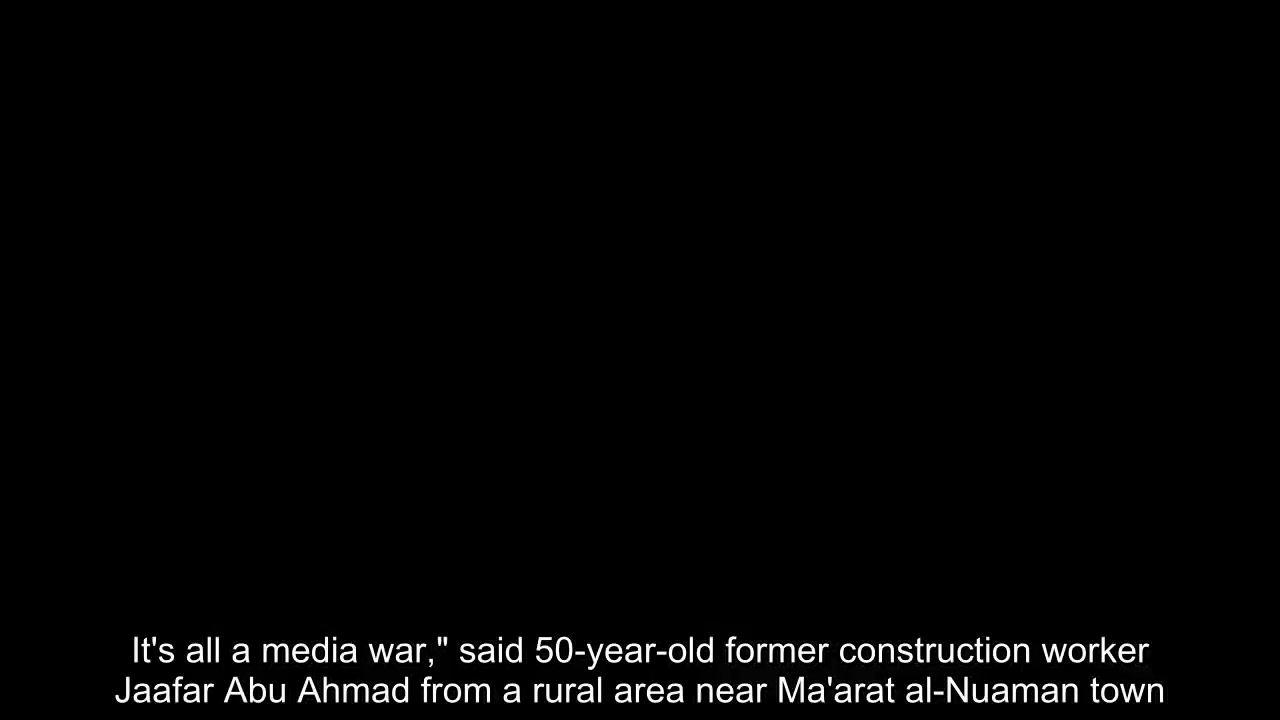 It's all a media war," said 50-year-old former construction worker
Jaafar Abu Ahmad from a rural area near Ma'arat al-Nuaman town